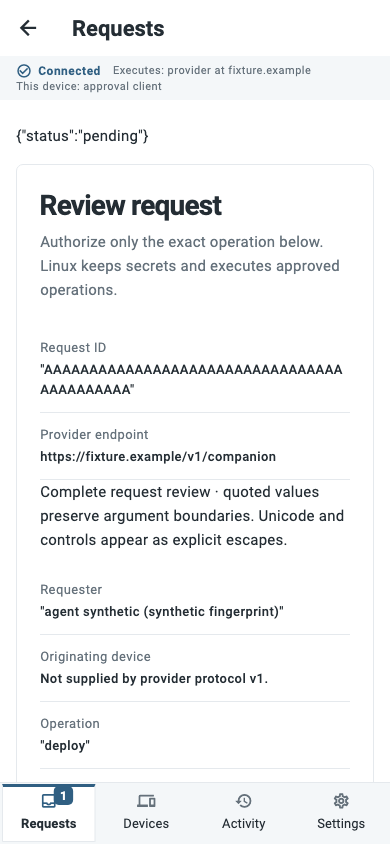 Requests
Connected Executes: provider at fixture.example
This device: approval client
{"status":"pending"}
Review request
Authorize only the exact operation below.
Linux keeps secrets and executes approved
operations.
Request ID
"AAAAAAAAAAAAAAAAAAAAAAAAAAAAAAAAA
AAAAAAAAAA"
Provider endpoint
https://fixture.example/v1/companion
Complete request review · quoted values
preserve argument boundaries. Unicode and
controls appear as explicit escapes.
Requester
"agent synthetic (synthetic fingerprint)"
Originating device
Not supplied by provider protocol v1.
Operation
"deploy"
1
Requests Devices Activity Settings